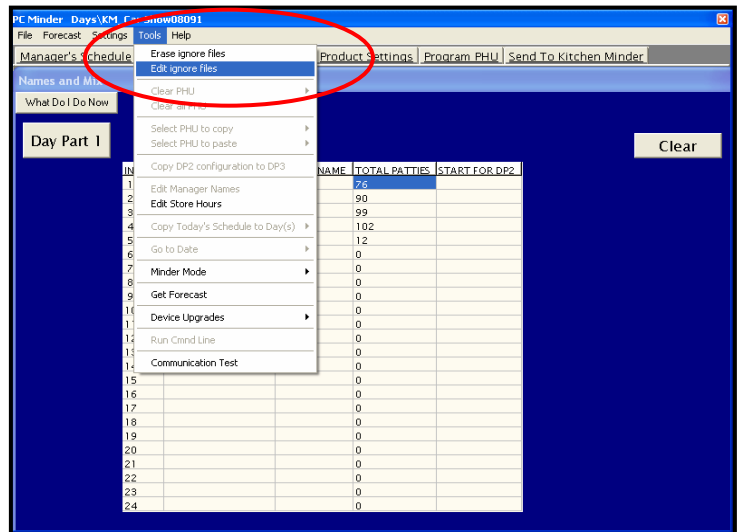 PC Minder Days\KM
File Forecast Settings Tools Help
Manager's Schedule Product Settings Program PHU Send To Kitchen Minder
Names and
What Do I Do Now
Day Part 1
Clear
Erase ignore files
Edit ignore files
Clear PHU
Clear all PHU
Select PHU to copy
Select PHU to paste
Copy DP2 configuration to DP3
Edit Manager Names
Edit Store Hours
Copy Today's Schedule to Day(s)
Go to Date
Minder Mode
Get Forecast
Device Upgrades
Run Cmnd Line
Communication Test
IN NAME TOTAL PATTIES START FOR DP2
1 76
2 90
3 99
4 102
5 12
6 0
7 0
8 0
9 0
0
0
0
0
0
15 0
16 0
17 0
18 0
19 0
20 0
21 0
22 0
23 0
24 0